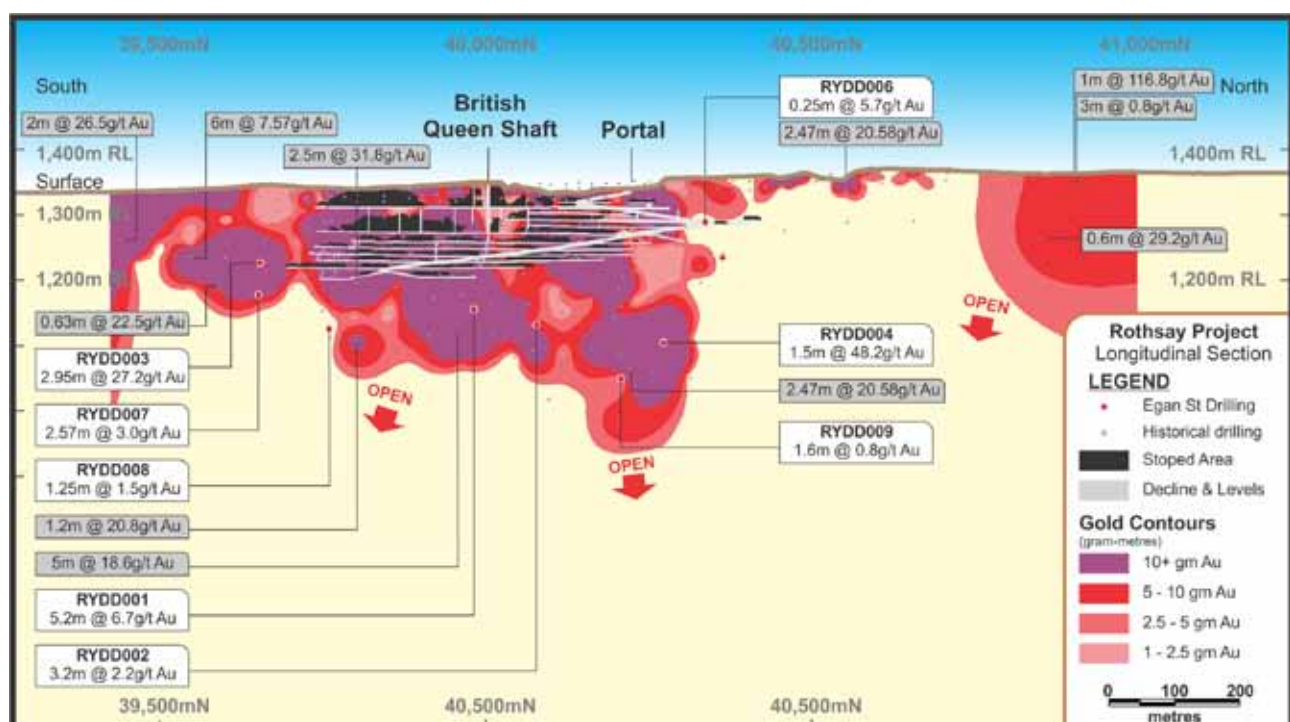 39,500mN
40,000mN
40,500mN
41,000mN
South
British
Queen Shaft
Portal
North
RYDD006
0.25m @ 5.7g/t Au
2.47m @ 20.58g/t Au
1m @ 116.8g/t Au
3m @ 0.8g/t Au
2m @ 26.5g/t Au
6m @ 7.57g/t Au
2.5m @ 31.8g/t Au
1,400m RL
1,400m RL
Surface
1,300m RL
1,300m RL
1,200m RL
1,200m RL
0.6m @ 29.2g/t Au
0.63m @ 22.5g/t Au
RYDD003
2.95m @ 27.2g/t Au
RYDD007
2.57m @ 3.0g/t Au
RYDD008
1.25m @ 1.5g/t Au
1.2m @ 20.8g/t Au
5m @ 18.6g/t Au
RYDD001
5.2m @ 6.7g/t Au
RYDD002
3.2m @ 2.2g/t Au
OPEN
OPEN
OPEN
RYDD004
1.5m @ 48.2g/t Au
2.47m @ 20.58g/t Au
RYDD009
1.6m @ 0.8g/t Au
39,500mN
40,500mN
40,500mN
Rothsay Project
Longitudinal Section
LEGEND
Egan St Drilling
Historical drilling
Stoped Area
Decline & Levels
Gold Contours
(gram-metres)
10+ gm Au
5 - 10 gm Au
2.5 - 5 gm Au
1 - 2.5 gm Au
0 100 200
metres